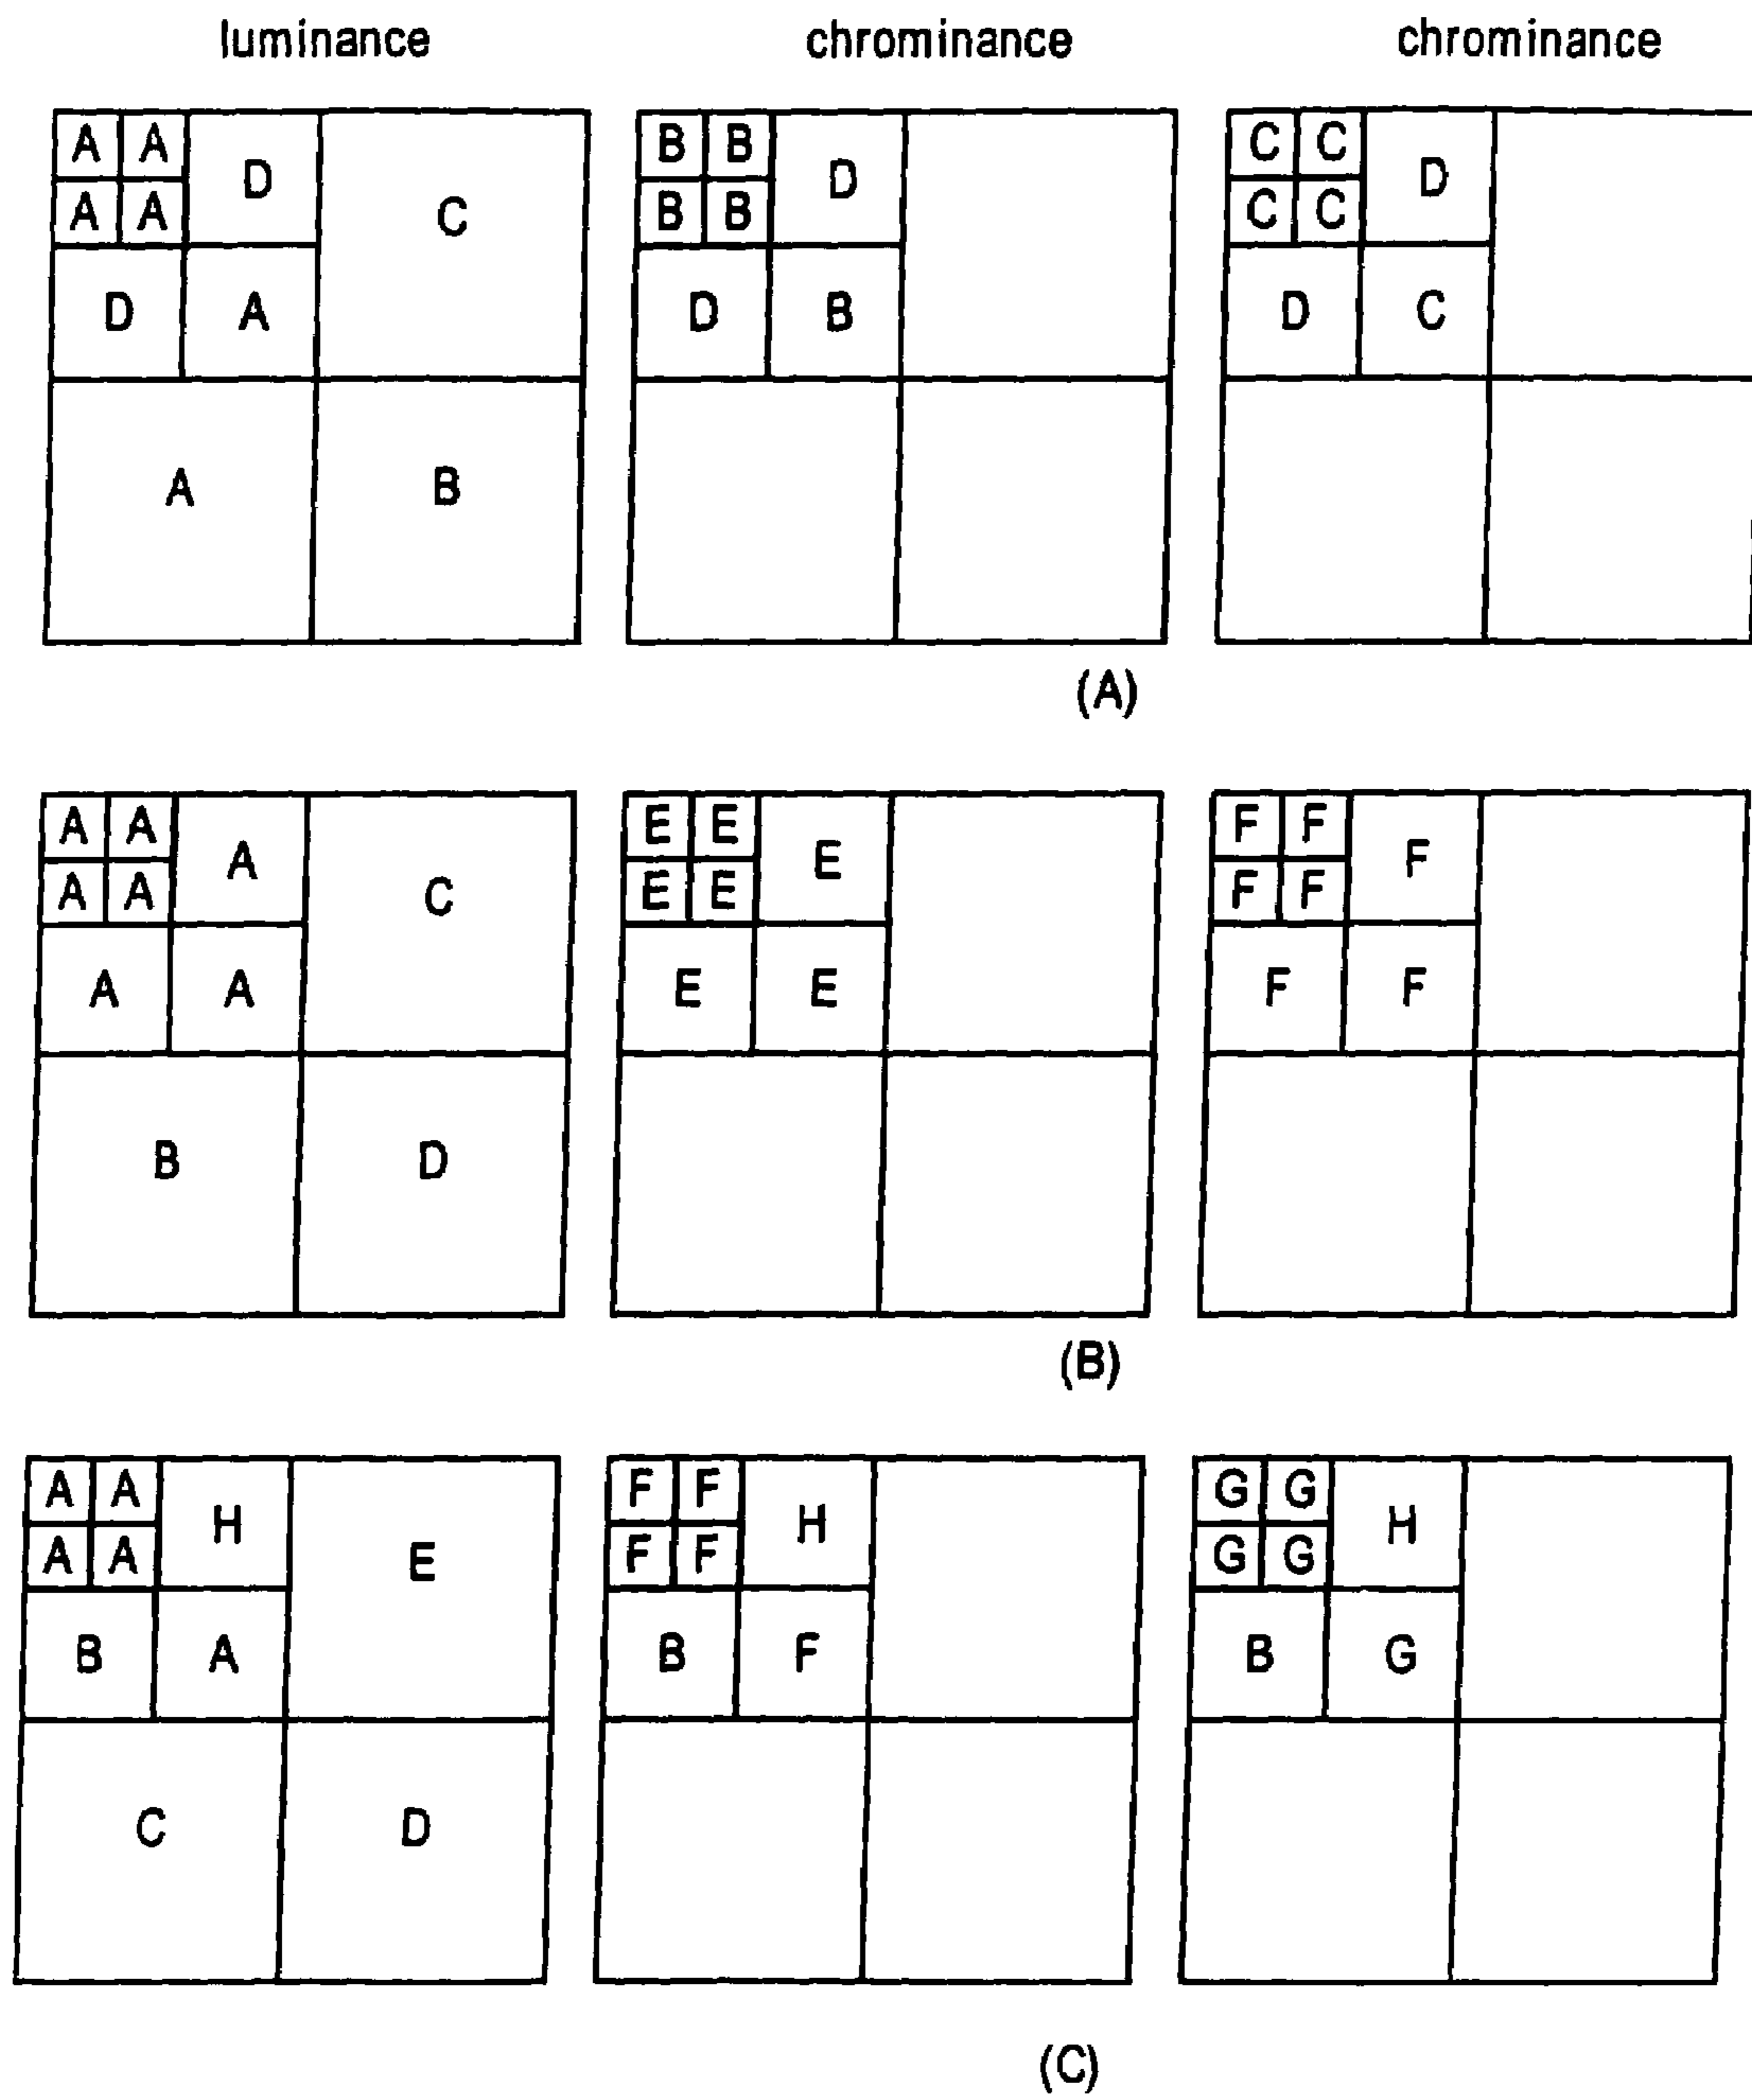 luminance chrominance chrominance
A A D C B B D C C D
A A B B C C
D A D B D C
A B
(A)
A A A C E E E F F F
A A E E F F
A A E E F F
B D
(B)
A A H E F F H G G H
A A F F G G
B A B F B G
C D
(C)